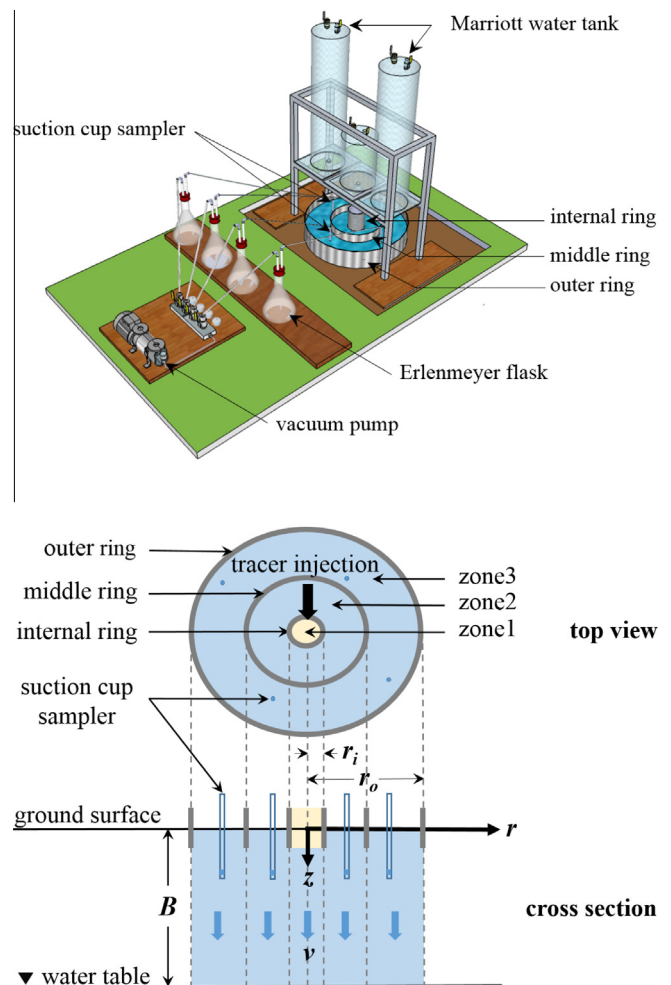 Marriott water tank
suction cup sampler
internal ring
middle ring
outer ring
Erlenmeyer flask
vacuum pump
outer ring
tracer injection
middle ring
zone3
zone2
internal ring
zone1
top view
suction cup
sampler
r_i
r_o
ground surface
r
z
B
cross section
v
▼ water table